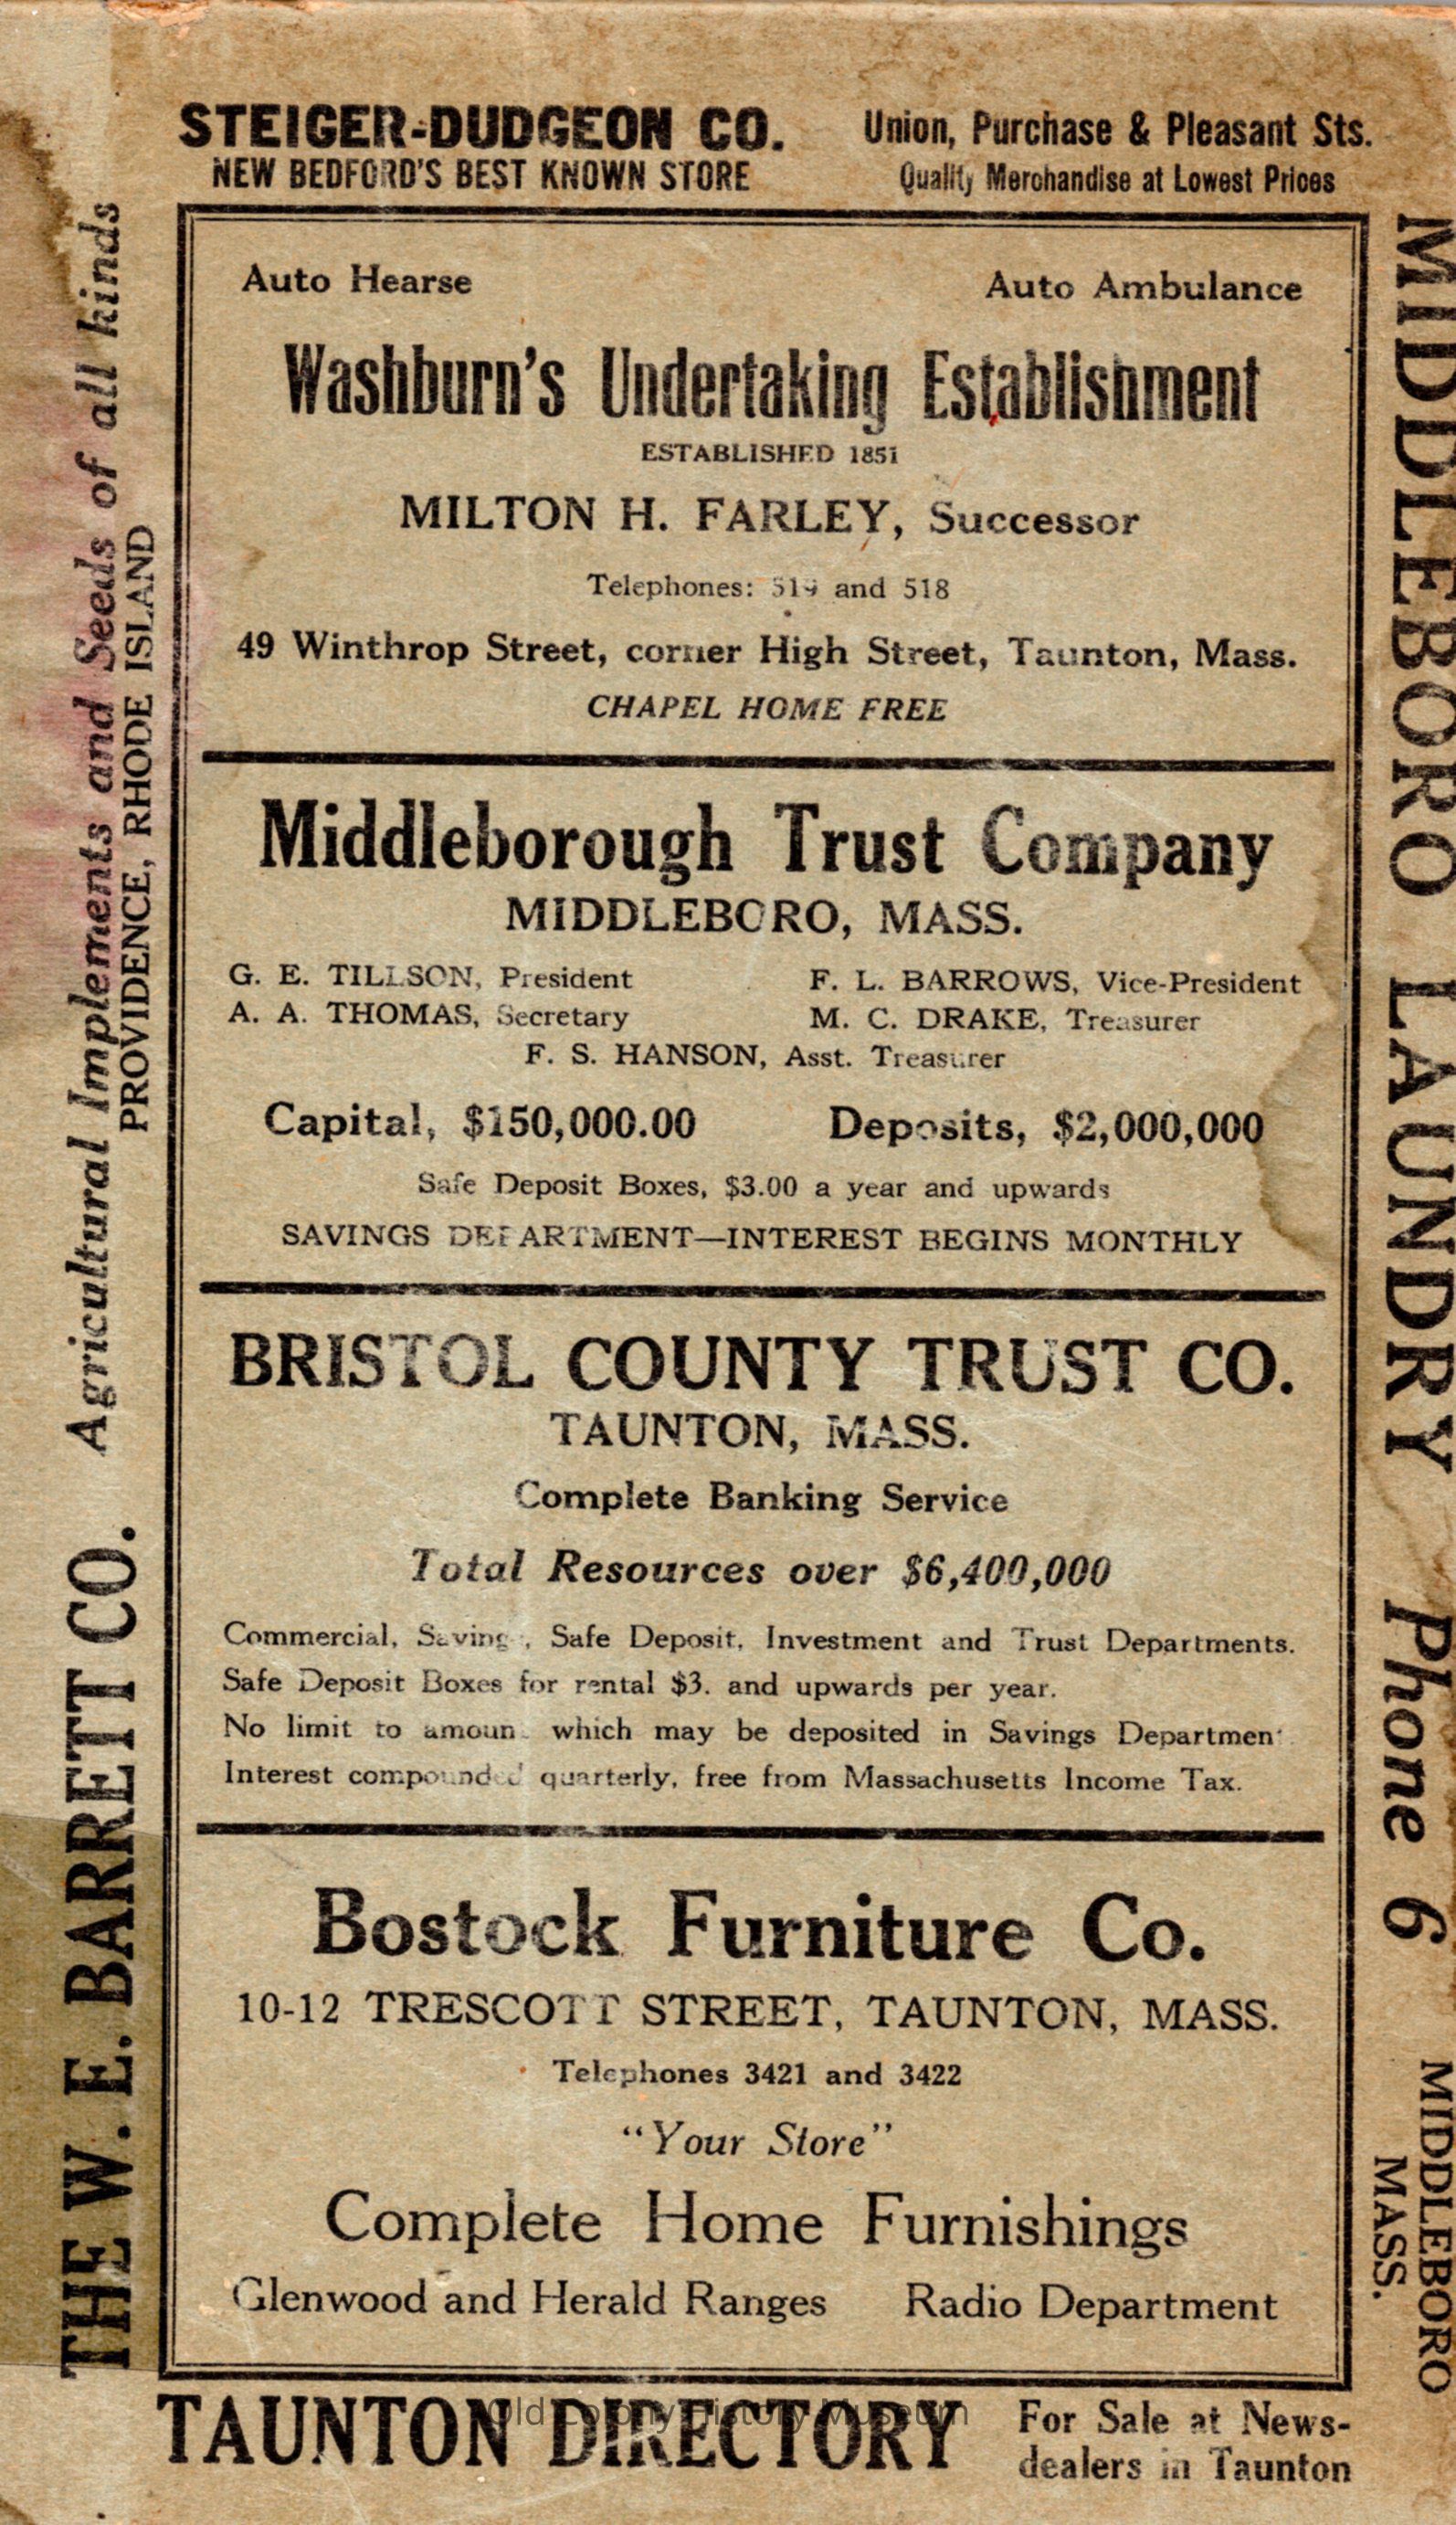 STEIGER-DUDGEON CO.
NEW BEDFORD'S BEST KNOWN STORE
Union, Purchase & Pleasant Sts.
Quality Merchandise at Lowest Prices
Auto Hearse
Auto Ambulance
Washburn's Undertaking Establishment
ESTABLISHED 1851
MILTON H. FARLEY, Successor
Telephones: and 518
49 Winthrop Street, corner High Street, Taunton, Mass.
CHAPEL HOME FREE
Middleborough Trust Company
MIDDLEBORO, MASS.
G. E. TILLSON, President
F. L. BARROWS, Vice-President
A. A. THOMAS, Secretary
M. C. DRAKE, Treasurer
F. S. HANSON, Asst. Treasurer
Capital, $150,000.00
Deposits, $2,000,000
Safe Deposit Boxes, $3.00 a year and upwards
SAVINGS DEPARTMENT—INTEREST BEGINS MONTHLY
BRISTOL COUNTY TRUST CO.
TAUNTON, MASS.
Complete Banking Service
Total Resources over $6,400,000
Commercial, Savings, Safe Deposit, Investment and Trust Departments.
Safe Deposit Boxes for rental $3. and upwards per year.
No limit to amount which may be deposited in Savings Department
Interest compounded quarterly, free from Massachusetts Income Tax.
Bostock Furniture Co.
10-12 TRESCOTT STREET, TAUNTON, MASS.
Telephones 3421 and 3422
"Your Store"
Complete Home Furnishings
Glenwood and Herald Ranges
Radio Department
TAUNTON DIRECTORY
For Sale at News-
dealers in Taunton
Old Colony History Museum
THE W. E. BARRETT CO.
Agricultural Implements and Seeds of all kinds
PROVIDENCE, RHODE ISLAND
MIDDLEBORO LAUNDRY Phone 6
MIDDLEBORO
MASS.